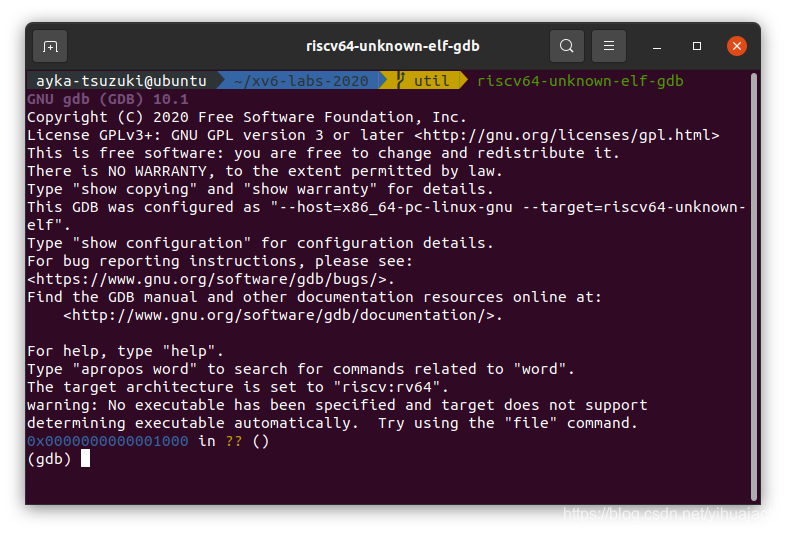 riscv64-unknown-elf-gdb
ayka-tsuzuki@ubuntu ~/xv6-labs-2020 util riscv64-unknown-elf-gdb
GNU gdb (GDB) 10.1
Copyright (C) 2020 Free Software Foundation, Inc.
License GPLv3+: GNU GPL version 3 or later <http://gnu.org/licenses/gpl.html>
This is free software: you are free to change and redistribute it.
There is NO WARRANTY, to the extent permitted by law.
Type "show copying" and "show warranty" for details.
This GDB was configured as "--host=x86_64-pc-linux-gnu --target=riscv64-unknown-
elf".
Type "show configuration" for configuration details.
For bug reporting instructions, please see:
<https://www.gnu.org/software/gdb/bugs/>.
Find the GDB manual and other documentation resources online at:
    <http://www.gnu.org/software/gdb/documentation/>.

For help, type "help".
Type "apropos word" to search for commands related to "word".
The target architecture is set to "riscv:rv64".
warning: No executable has been specified and target does not support
determining executable automatically.  Try using the "file" command.
0x0000000000001000 in ?? ()
(gdb)